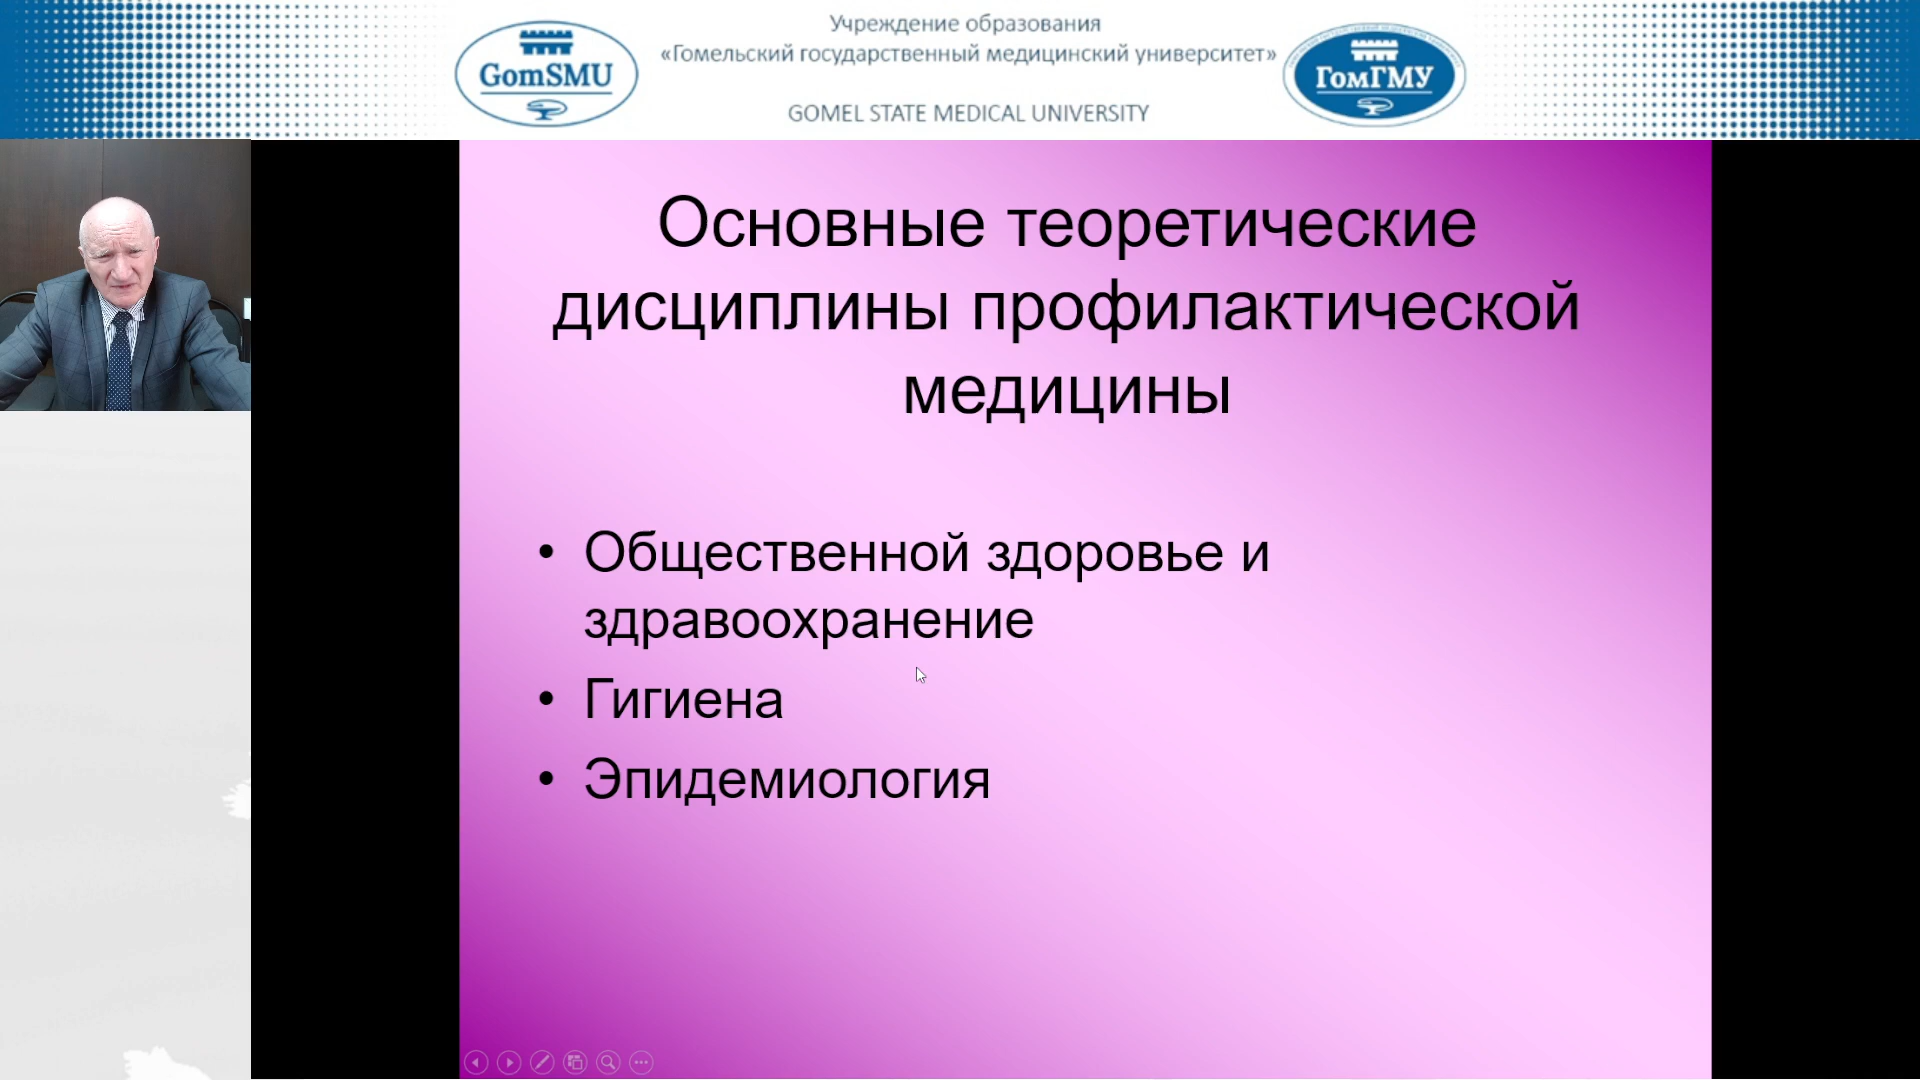 Учреждение образования
«Гомельский государственный медицинский университет»
GomSMU
ГомГМУ
GOMEL STATE MEDICAL UNIVERSITY
Основные теоретические
дисциплины профилактической
медицины
• Общественной здоровье и
здравоохранение
• Гигиена
• Эпидемиология